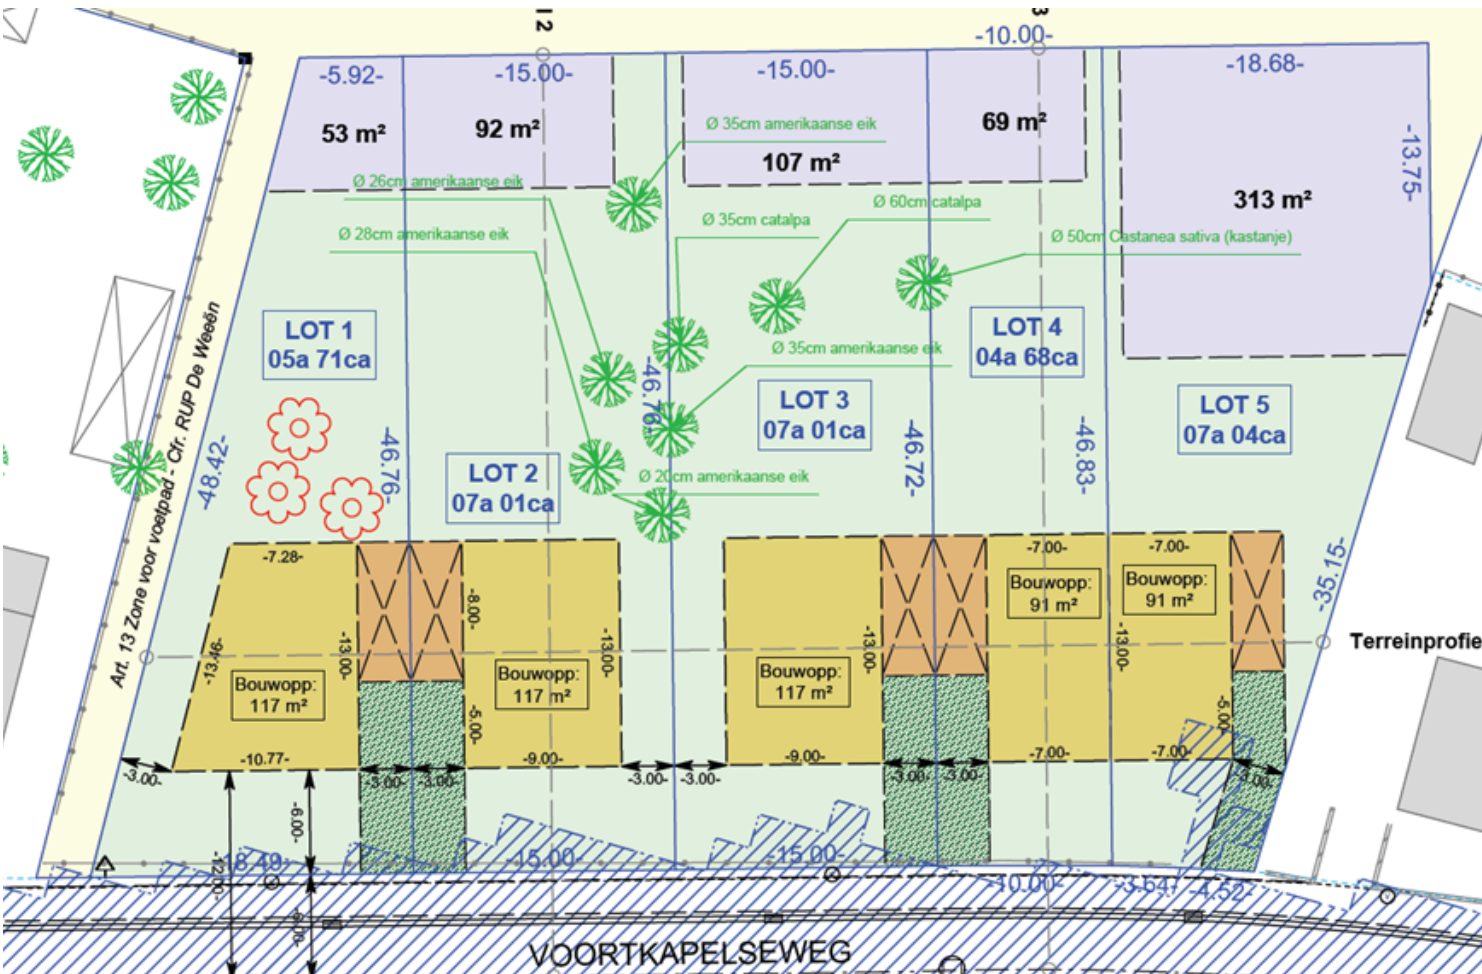 12
3
-10.00-
-5.92-
-15.00-
-15.00-
-18.68-
53 m²
92 m²
Ø 35cm amerikaanse eik
107 m²
69 m²
-13.75-
Ø 26cm amerikaanse eik
313 m²
Ø 28cm amerikaanse eik
Ø 35cm catalpa
Ø 60cm catalpa
Ø 50cm Castanea sativa (kastanje)
LOT 1
05a 71ca
LOT 4
04a 68ca
Ø 35cm amerikaanse eik
LOT 3
07a 01ca
LOT 5
07a 04ca
Art. 13 Zone voor voetpad - Cfr. RUP De Weeën
-48.42-
-46.76-
-46.76-
-46.72-
-46.83-
LOT 2
07a 01ca
Ø 20cm amerikaanse eik
-35.15-
-7.28-
-7.00-
-7.00-
Bouwopp:
91 m²
Bouwopp:
91 m²
-8.00-
-13.46-
-13.00-
-13.00-
-13.00-
-13.00-
Terreinprofie
Bouwopp:
117 m²
Bouwopp:
117 m²
Bouwopp:
117 m²
-5.00-
-5.00-
-10.77-
-9.00-
-9.00-
-7.00-
-7.00-
-3.00-
-3.00-
-3.00-
-3.00-
-3.00-
-3.00-
-3.00-
-3.00-
-6.00-
-12.00-
-18.49-
-15.00-
-15.00-
-10.00-
-3.64-
-4.52-
-6.00-
VOORTKAPELSEWEG